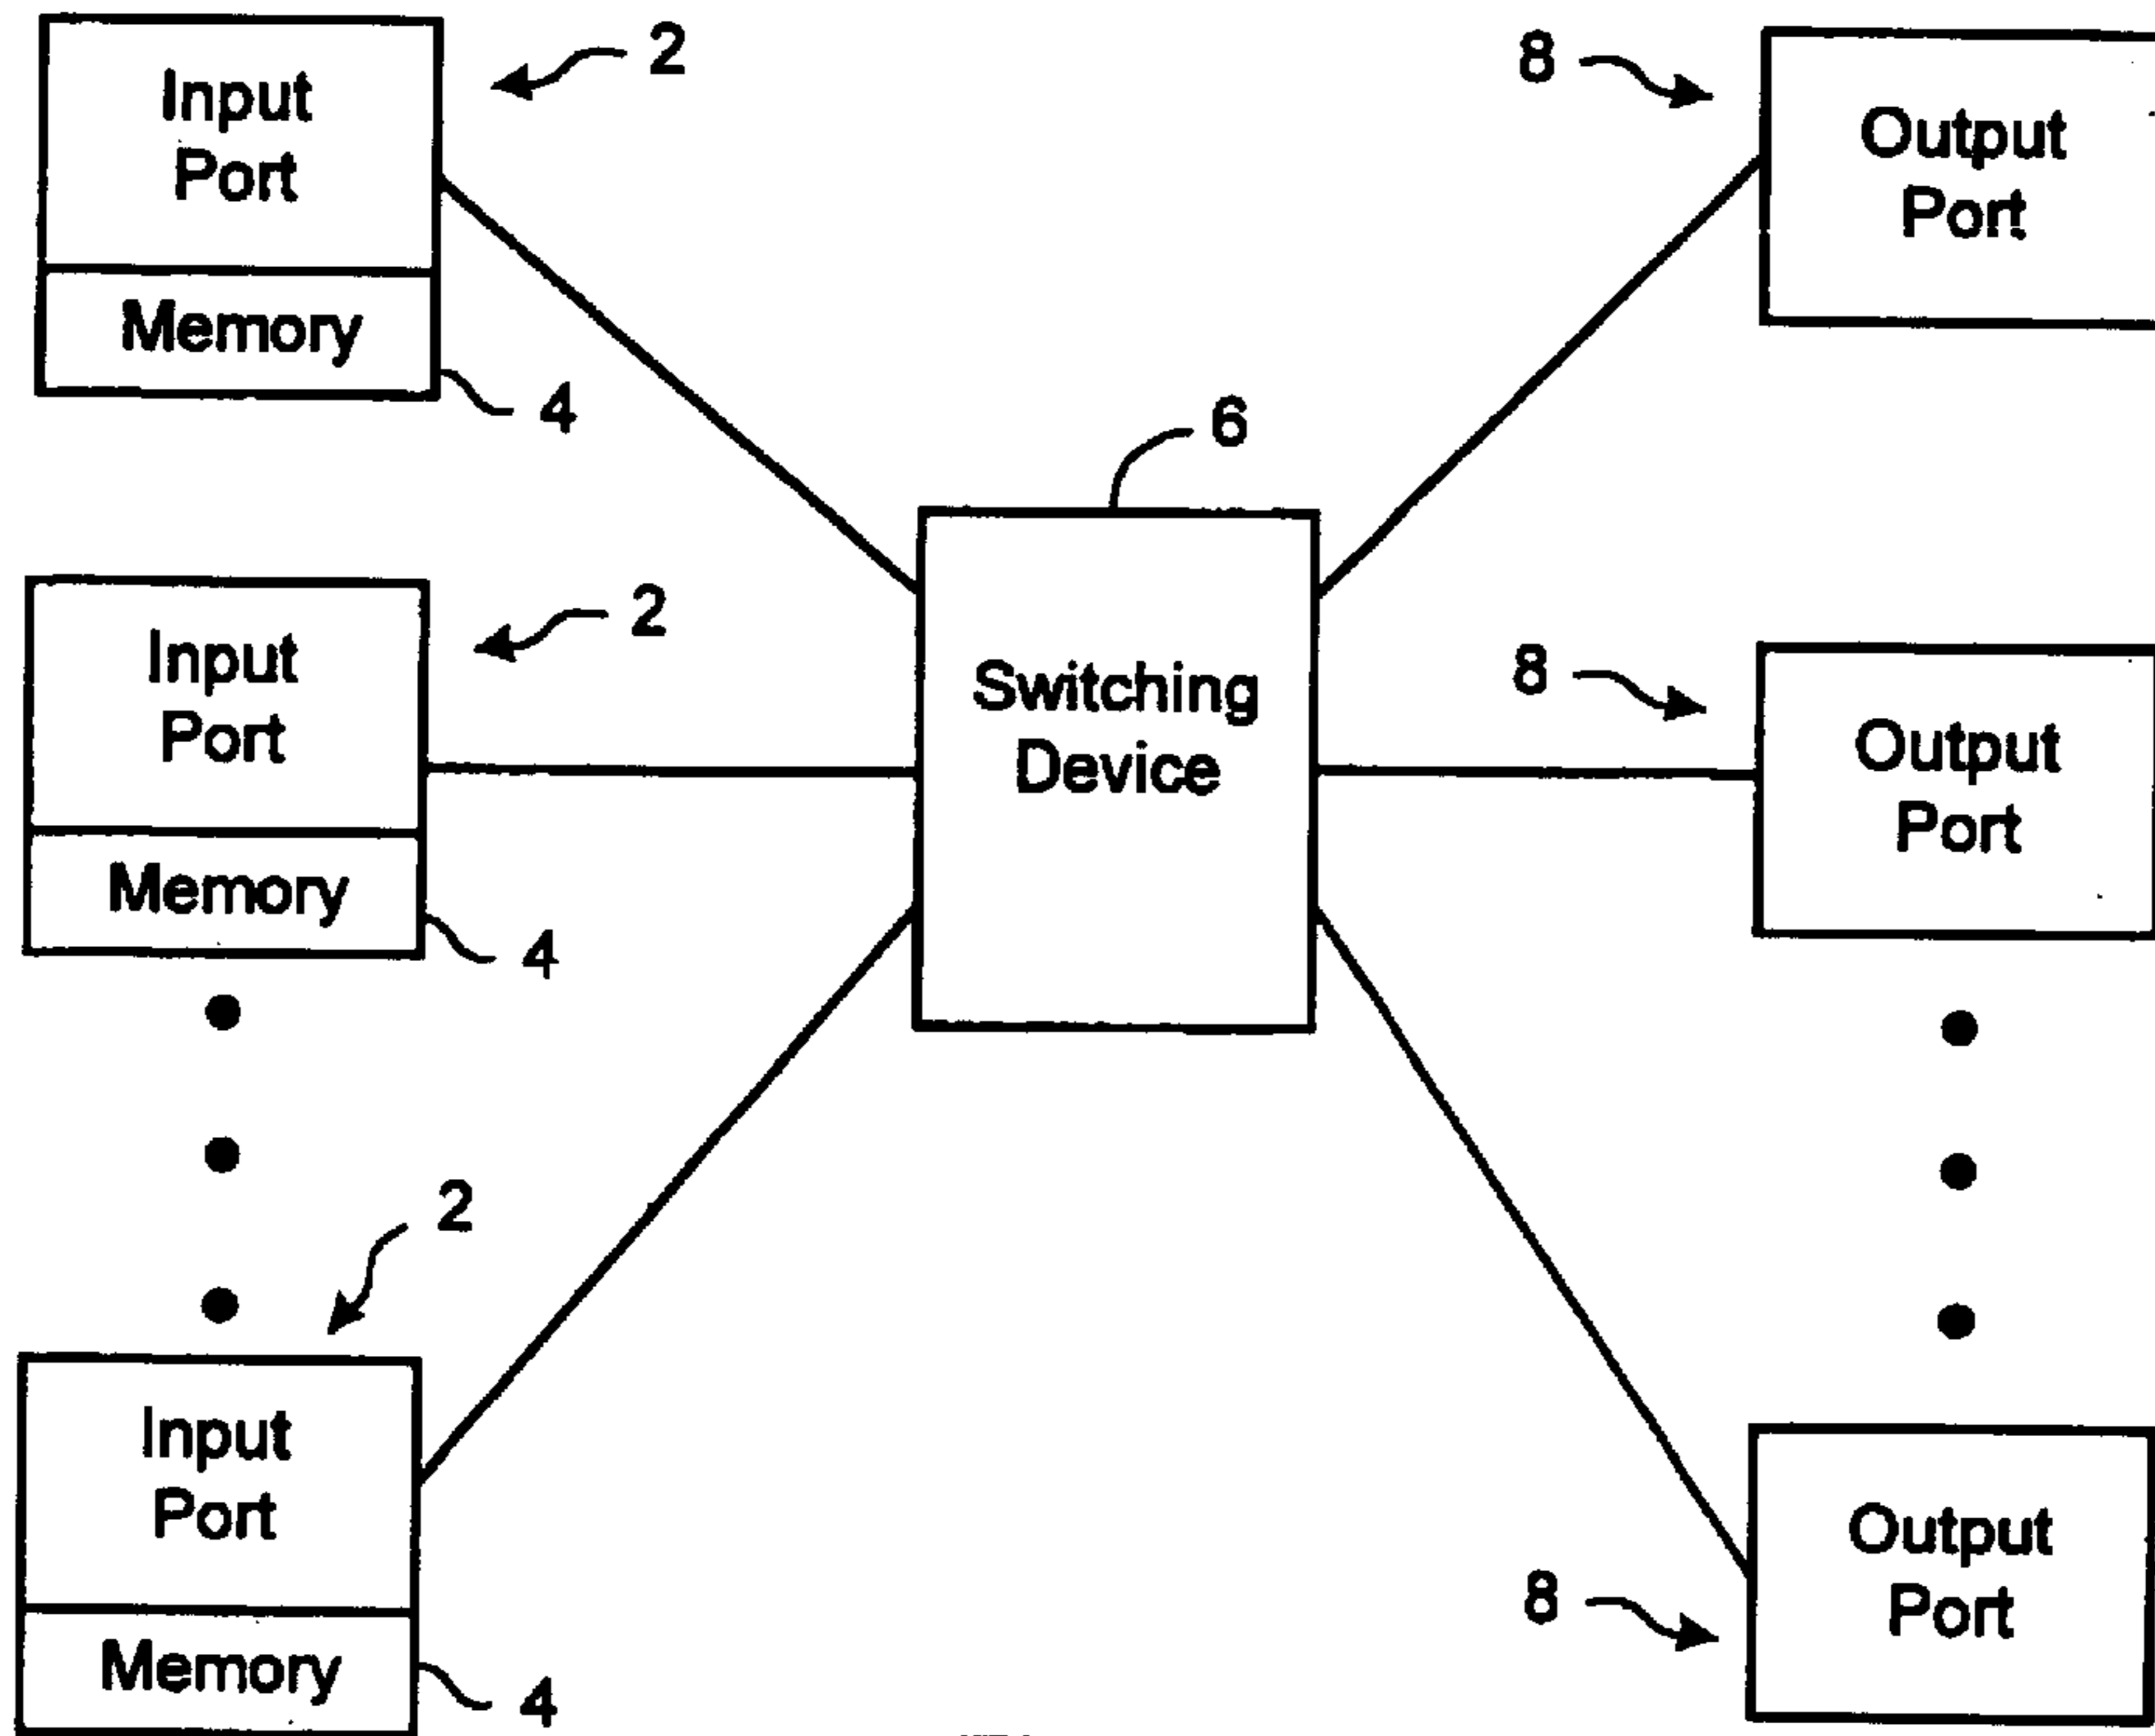 Input
Port
2
Memory
4
8
Output
Port
6
Switching
Device
Input
Port
2
Memory
4
8
Output
Port
2
Input
Port
Memory
4
Output
Port
8